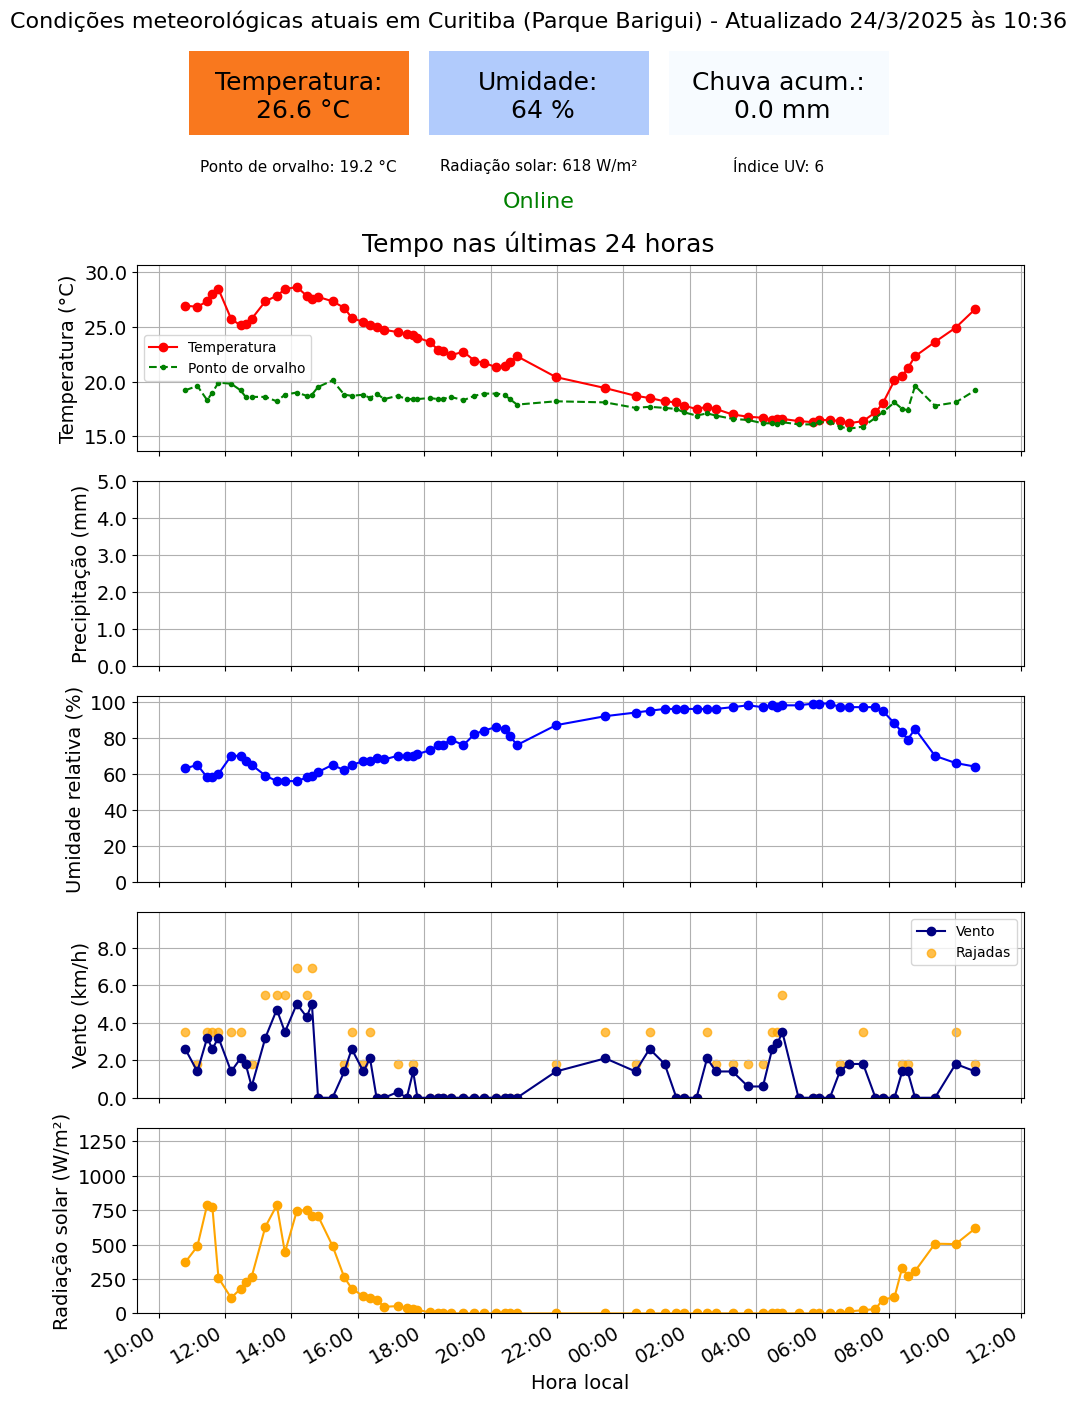 Condições meteorológicas atuais em Curitiba (Parque Barigui) - Atualizado 24/3/2025 às 10:36
Temperatura:
26.6 °C
Umidade:
64 %
Chuva acum.:
0.0 mm
Ponto de orvalho: 19.2 °C
Radiação solar: 618 W/m²
Índice UV: 6
Online
Tempo nas últimas 24 horas
Temperatura (°C)
30.0
25.0
20.0
15.0
Temperatura
Ponto de orvalho
Precipitação (mm)
5.0
4.0
3.0
2.0
1.0
0.0
Umidade relativa (%)
100
80
60
40
20
0
Vento (km/h)
8.0
6.0
4.0
2.0
0.0
Vento
Rajadas
Radiação solar (W/m²)
1250
1000
750
500
250
0
10:00
12:00
14:00
16:00
18:00
20:00
22:00
00:00
02:00
04:00
06:00
08:00
10:00
12:00
Hora local